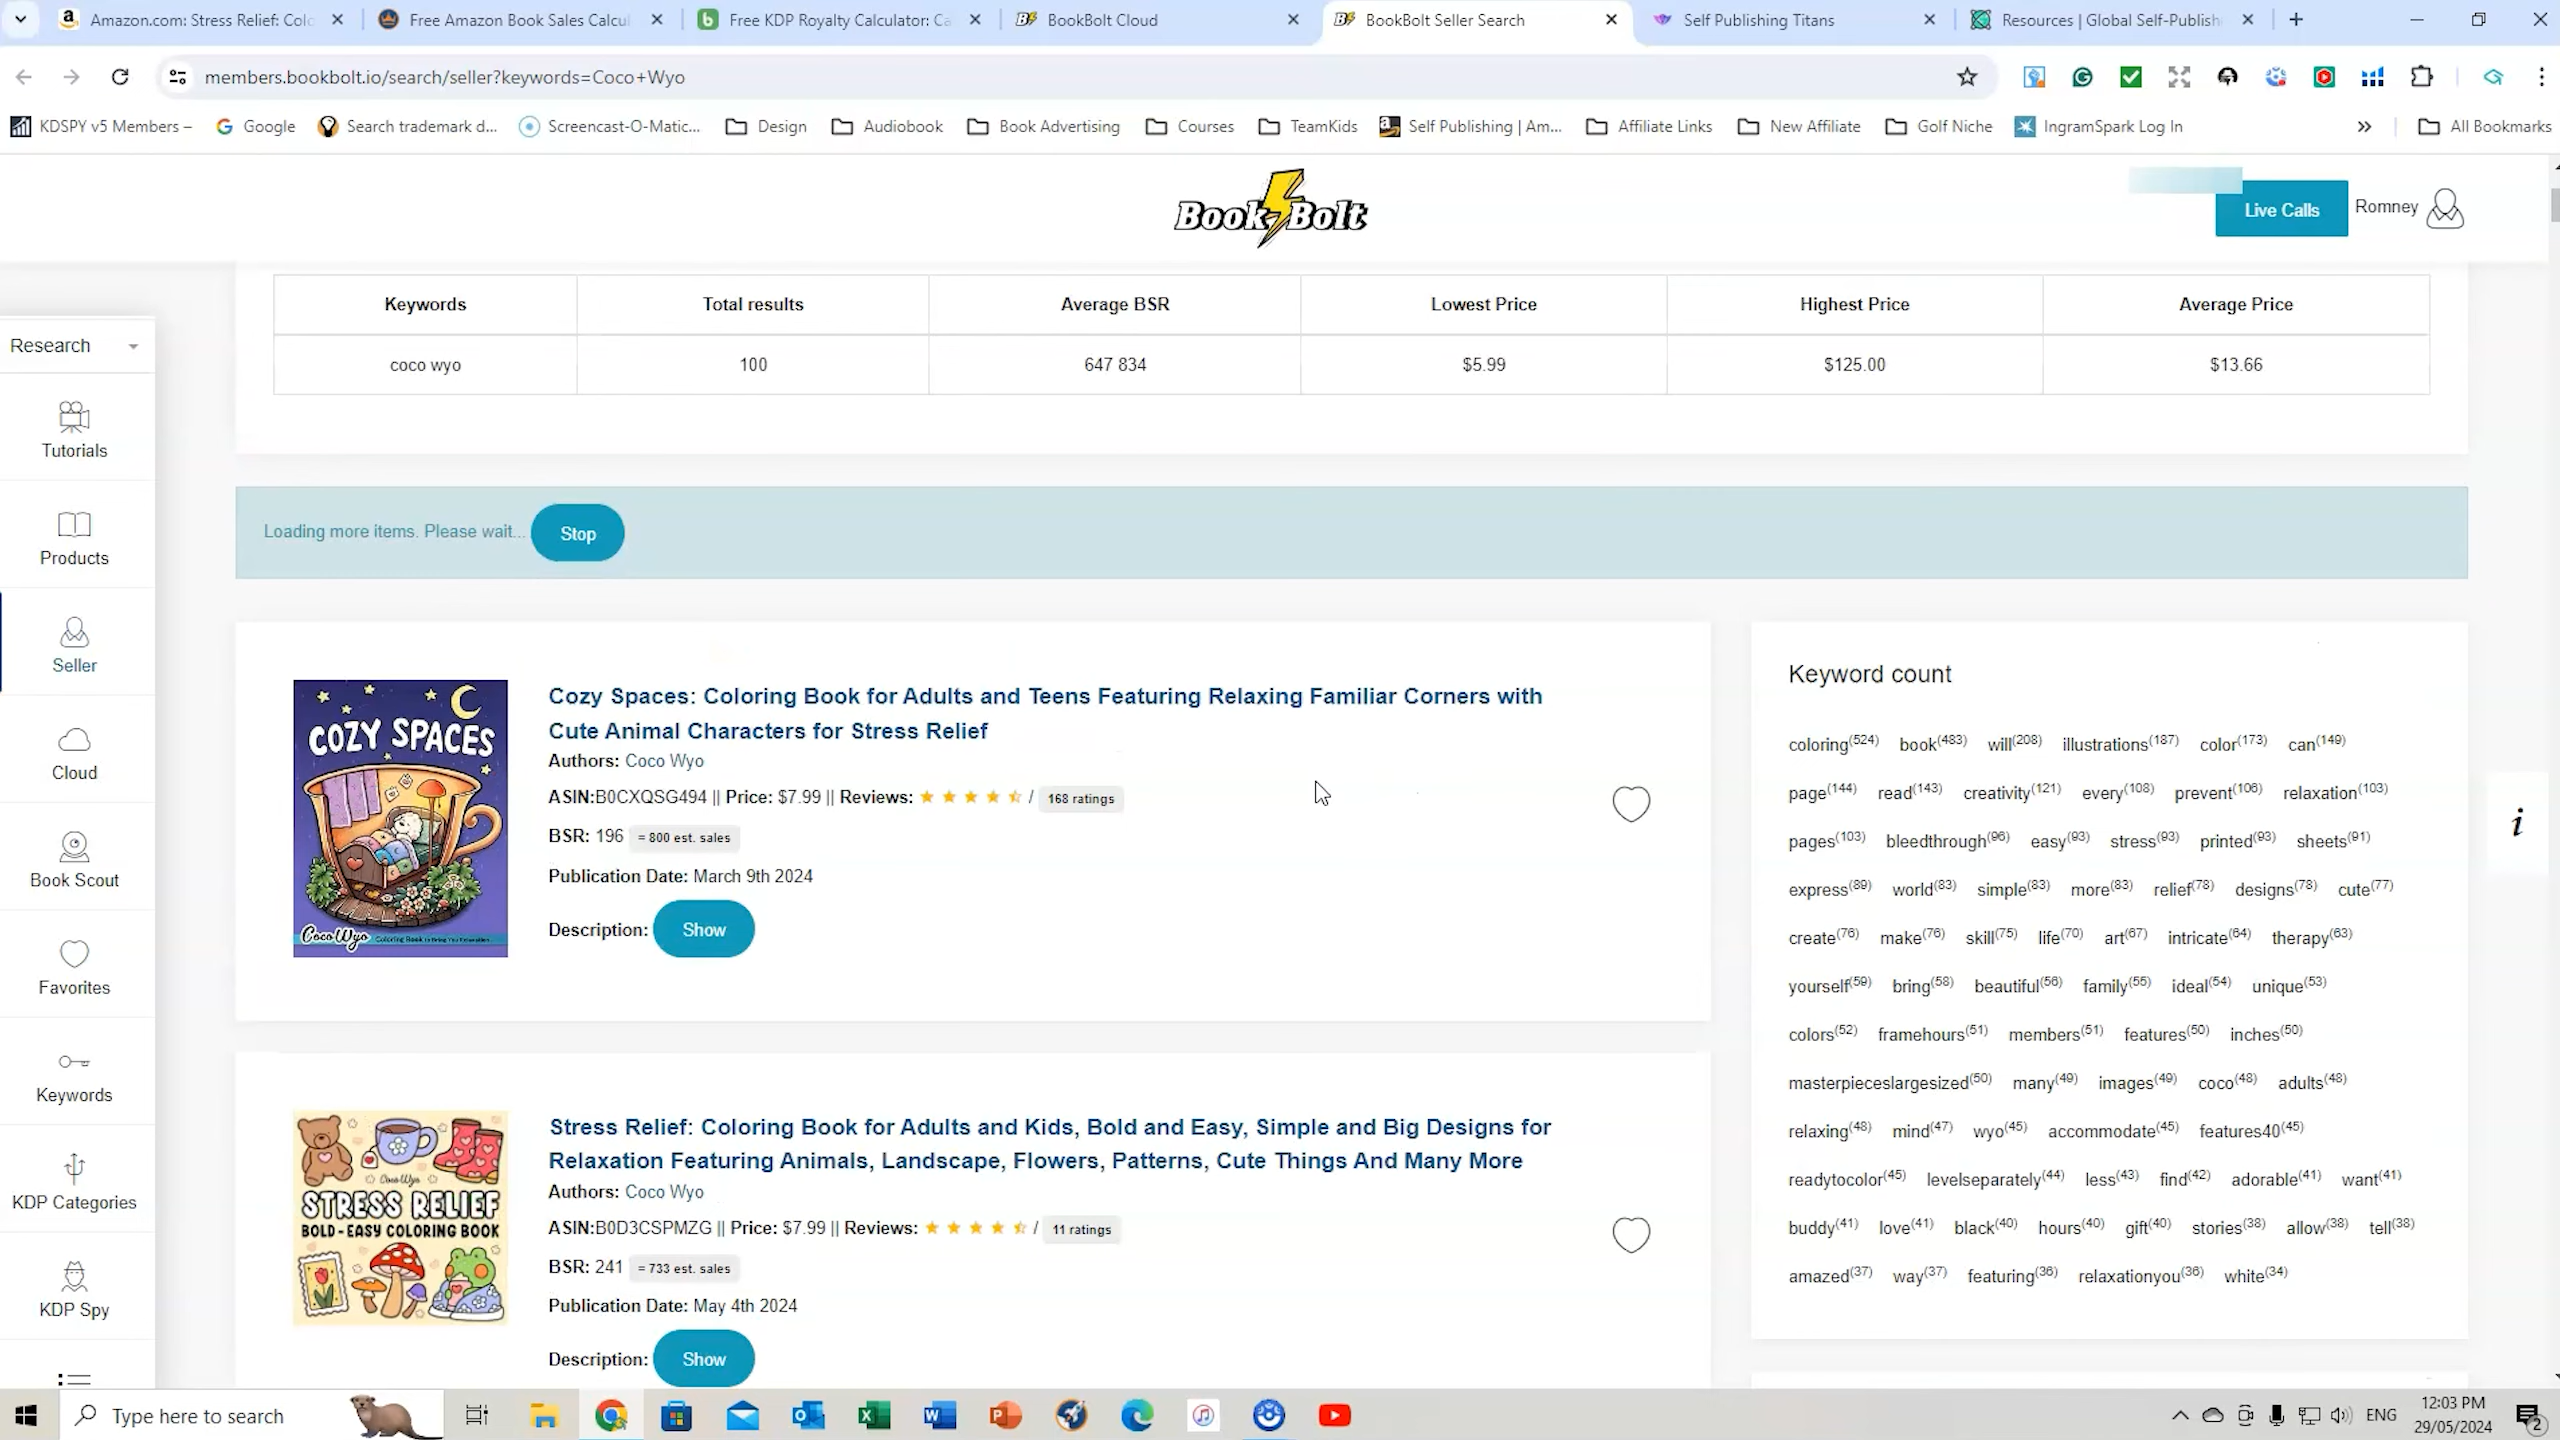 Amazon.com: Stress Relief: Colo
Free Amazon Book Sales Calcul
Free KDP Royalty Calculator: Ca
BookBolt Cloud
BookBolt Seller Search
Self Publishing Titans
Resources | Global Self-Publish
members.bookbolt.io/search/seller?keywords=Coco+Wyo
KDSPY v5 Members –
Google
Search trademark d...
Screencast-O-Matic...
Design
Audiobook
Book Advertising
Courses
TeamKids
Self Publishing | Am...
Affiliate Links
New Affiliate
Golf Niche
IngramSpark Log In
All Bookmarks
Book Bolt
Live Calls
Romney
Keywords Total results Average BSR Lowest Price Highest Price Average Price
coco wyo 100 647 834 $5.99 $125.00 $13.66
Research
Tutorials
Products
Seller
Cloud
Book Scout
Favorites
Keywords
KDP Categories
KDP Spy
Loading more items. Please wait... Stop
COZY SPACES
Coco Wyo Coloring Book to Bring You Relaxation
Cozy Spaces: Coloring Book for Adults and Teens Featuring Relaxing Familiar Corners with
Cute Animal Characters for Stress Relief
Authors: Coco Wyo
ASIN:B0CXQSG494 || Price: $7.99 || Reviews: / 168 ratings
BSR: 196 = 800 est. sales
Publication Date: March 9th 2024
Description: Show
Coco Wyo
STRESS RELIEF
BOLD - EASY COLORING BOOK
Stress Relief: Coloring Book for Adults and Kids, Bold and Easy, Simple and Big Designs for
Relaxation Featuring Animals, Landscape, Flowers, Patterns, Cute Things And Many More
Authors: Coco Wyo
ASIN:B0D3CSPMZG || Price: $7.99 || Reviews: / 11 ratings
BSR: 241 = 733 est. sales
Publication Date: May 4th 2024
Description: Show
Keyword count
coloring(524) book(483) will(208) illustrations(187) color(173) can(149)
page(144) read(143) creativity(121) every(108) prevent(106) relaxation(103)
pages(103) bleedthrough(96) easy(93) stress(93) printed(93) sheets(91)
express(89) world(83) simple(83) more(83) relief(78) designs(78) cute(77)
create(76) make(76) skill(75) life(70) art(67) intricate(64) therapy(63)
yourself(59) bring(58) beautiful(56) family(55) ideal(54) unique(53)
colors(52) framehours(51) members(51) features(50) inches(50)
masterpieceslargesized(50) many(49) images(49) coco(48) adults(48)
relaxing(48) mind(47) wyo(45) accommodate(45) features40(45)
readytocolor(45) levelseparately(44) less(43) find(42) adorable(41) want(41)
buddy(41) love(41) black(40) hours(40) gift(40) stories(38) allow(38) tell(38)
amazed(37) way(37) featuring(36) relaxationyou(36) white(34)
i
Type here to search
ENG
12:03 PM
29/05/2024
2